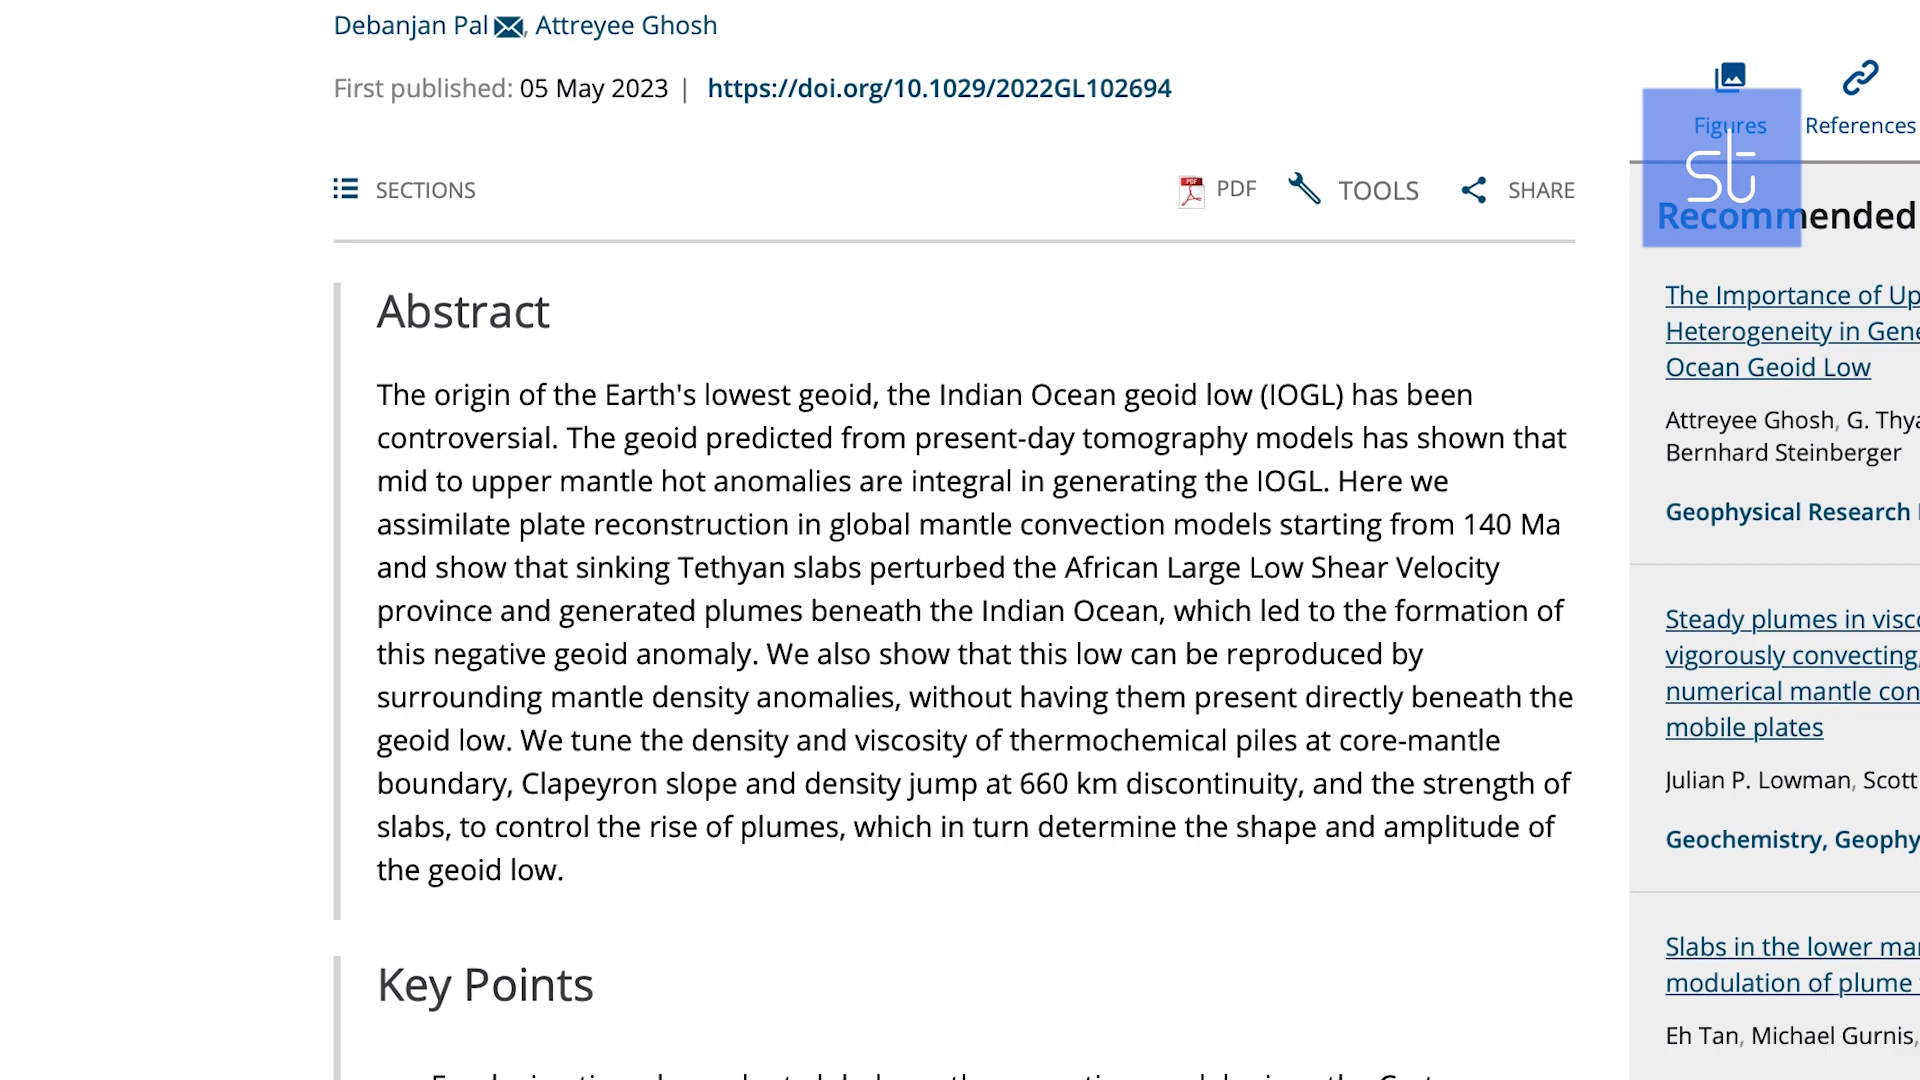 Debanjan Pal, Attreyee Ghosh
First published: 05 May 2023 | https://doi.org/10.1029/2022GL102694
SECTIONS
PDF
TOOLS
SHARE
Abstract
The origin of the Earth's lowest geoid, the Indian Ocean geoid low (IOGL) has been
controversial. The geoid predicted from present-day tomography models has shown that
mid to upper mantle hot anomalies are integral in generating the IOGL. Here we
assimilate plate reconstruction in global mantle convection models starting from 140 Ma
and show that sinking Tethyan slabs perturbed the African Large Low Shear Velocity
province and generated plumes beneath the Indian Ocean, which led to the formation of
this negative geoid anomaly. We also show that this low can be reproduced by
surrounding mantle density anomalies, without having them present directly beneath the
geoid low. We tune the density and viscosity of thermochemical piles at core-mantle
boundary, Clapeyron slope and density jump at 660 km discontinuity, and the strength of
slabs, to control the rise of plumes, which in turn determine the shape and amplitude of
the geoid low.
Key Points
Figures
References
st
Recommended
The Importance of Up
Heterogeneity in Gene
Ocean Geoid Low
Attreyee Ghosh, G. Thya
Bernhard Steinberger
Geophysical Research
Steady plumes in visco
vigorously convecting,
numerical mantle con
mobile plates
Julian P. Lowman, Scott
Geochemistry, Geophy
Slabs in the lower ma
modulation of plume
Eh Tan, Michael Gurnis,